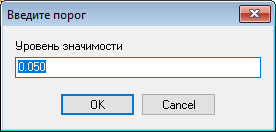 Введите порог
Уровень значимости
0.050
OK
Cancel